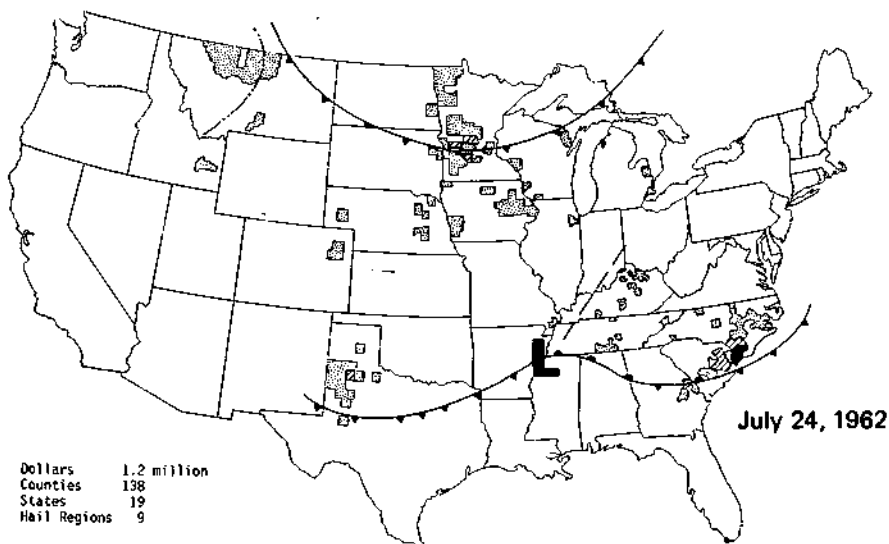 L
July 24, 1962
Dollars 1.2 million
Counties 138
States 19
Hail Regions 9